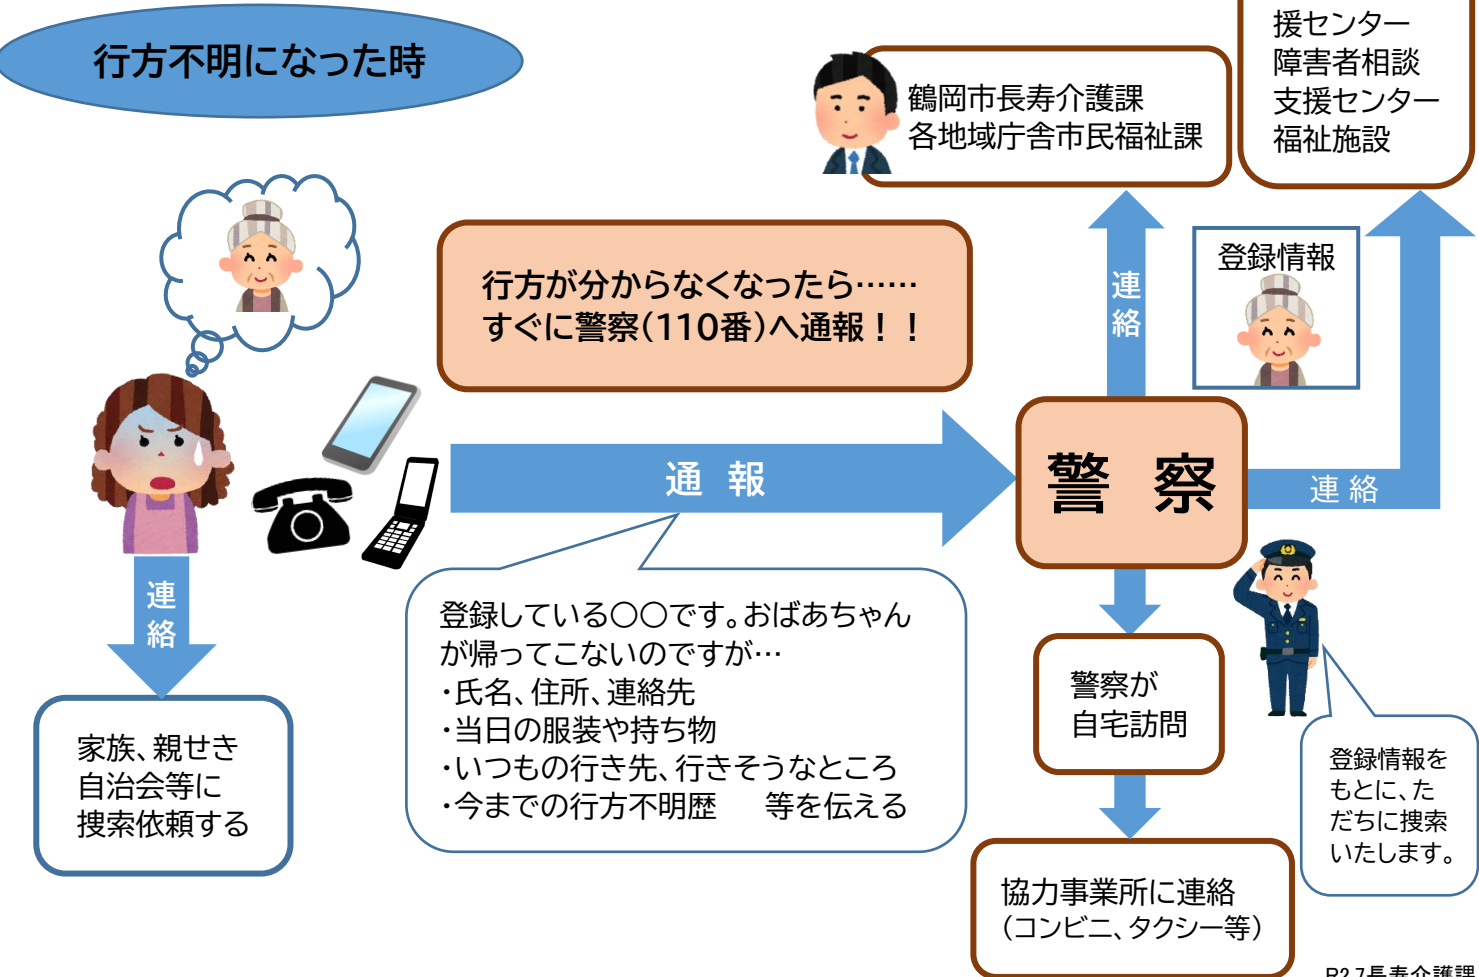 行方不明になった時
援センター
障害者相談
支援センター
福祉施設
鶴岡市長寿介護課
各地域庁舎市民福祉課
行方が分からなくなったら……
すぐに警察(110番)へ通報！！
連絡
登録情報
通 報
警 察
連 絡
連絡
家族、親せき
自治会等に
捜索依頼する
登録している〇〇です。おばあちゃん
が帰ってこないのですが…
・氏名、住所、連絡先
・当日の服装や持ち物
・いつもの行き先、行きそうなところ
・今までの行方不明歴　等を伝える
警察が
自宅訪問
登録情報を
もとに、た
だちに捜索
いたします。
協力事業所に連絡
(コンビニ、タクシー等)
R2.7長寿介護課